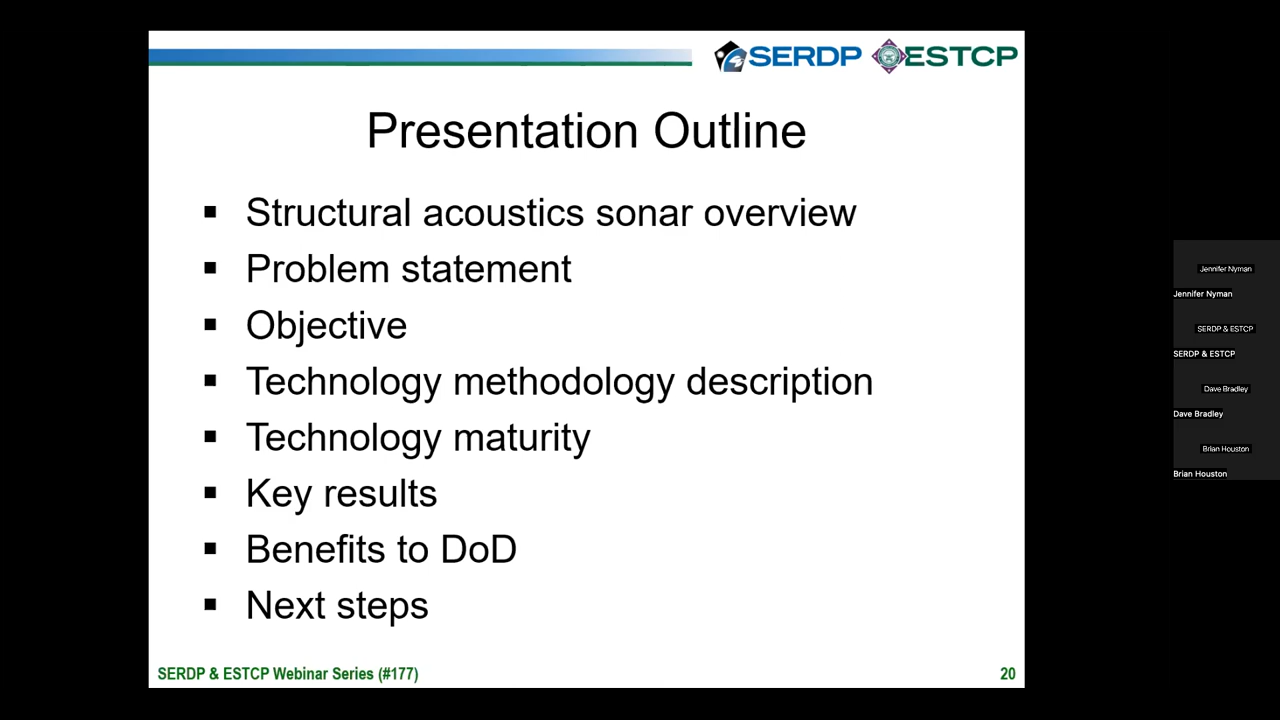 SERDP ESTCP
Presentation Outline
▪ Structural acoustics sonar overview
▪ Problem statement
▪ Objective
▪ Technology methodology description
▪ Technology maturity
▪ Key results
▪ Benefits to DoD
▪ Next steps
SERDP & ESTCP Webinar Series (#177)
20
Jennifer Nyman
Jennifer Nyman
SERDP & ESTCP
SERDP & ESTCP
Dave Bradley
Dave Bradley
Brian Houston
Brian Houston